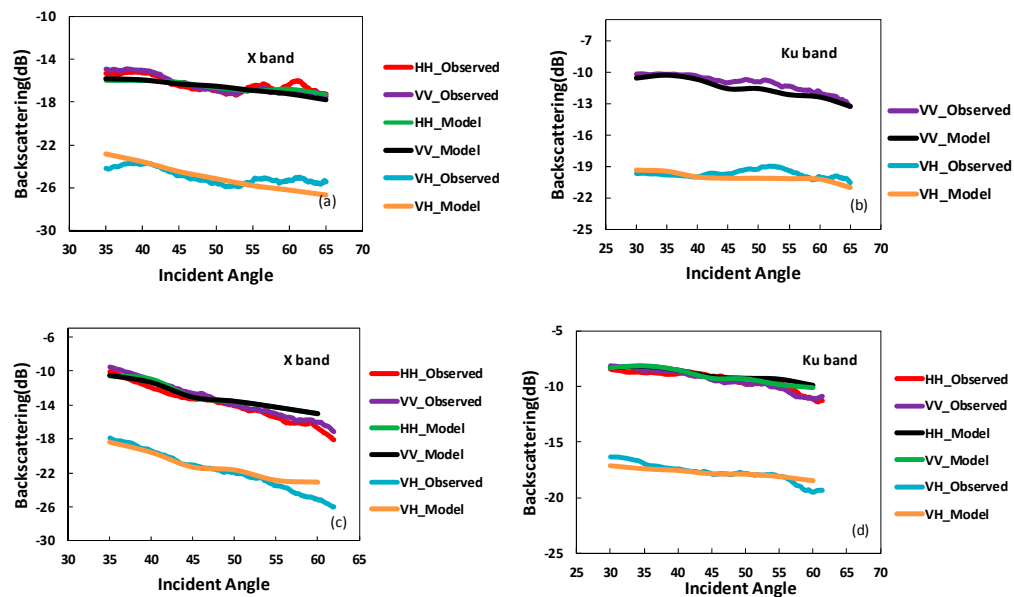 Backscattering(dB)
-10
-14
-18
-22
-26
-30
X band
(a)
30 35 40 45 50 55 60 65 70
Incident Angle
HH_Observed
VV_Observed
HH_Model
VV_Model
VH_Observed
VH_Model
Backscattering(dB)
-7
-10
-13
-16
-19
-22
-25
Ku band
(b)
25 30 35 40 45 50 55 60 65 70
Incident Angle
VV_Observed
VV_Model
VH_Observed
VH_Model
Backscattering(dB)
-6
-10
-14
-18
-22
-26
-30
X band
(c)
30 35 40 45 50 55 60 65
Incident Angle
HH_Observed
VV_Observed
HH_Model
VV_Model
VH_Observed
VH_Model
Backscattering(dB)
-5
-10
-15
-20
-25
Ku band
(d)
25 30 35 40 45 50 55 60 65 70
Incident Angle
HH_Observed
VV_Observed
HH_Model
VV_Model
VH_Observed
VH_Model